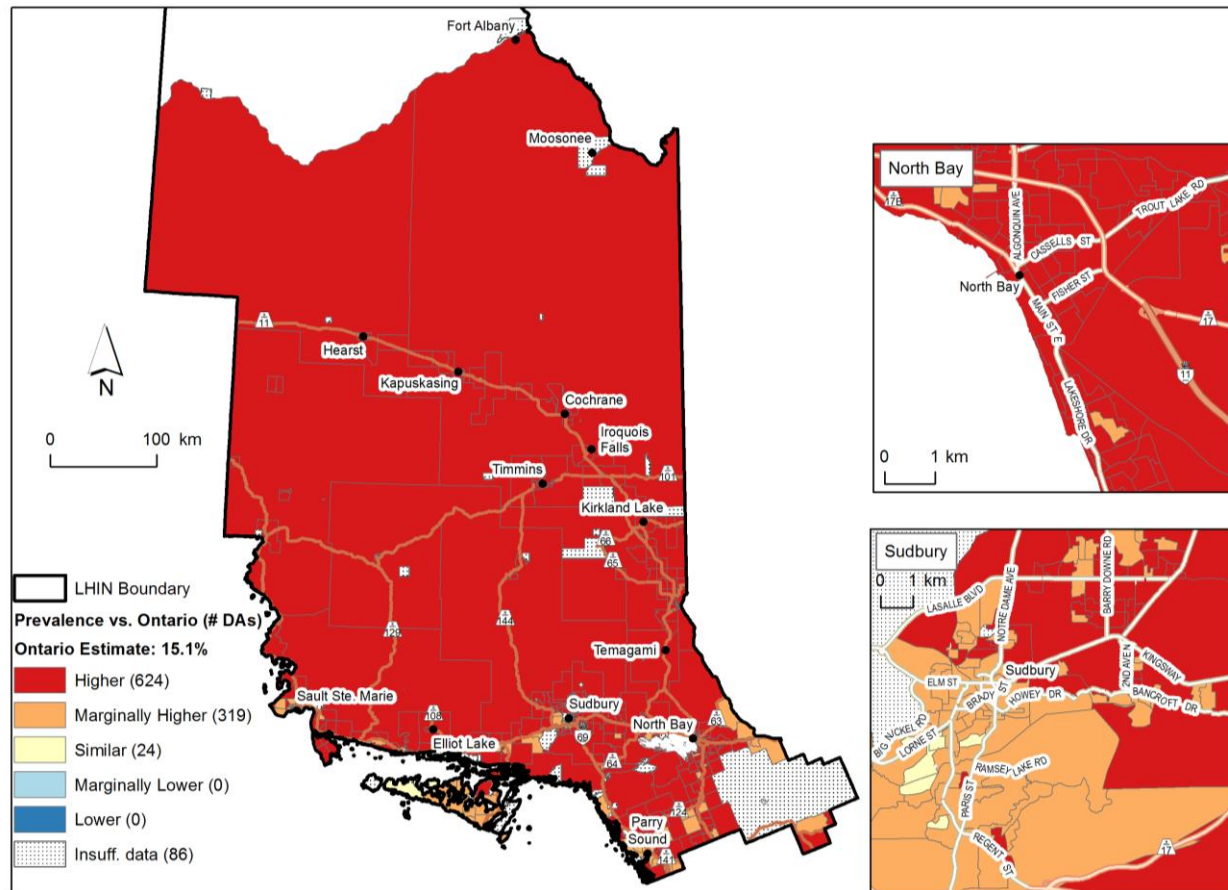 Fort Albany
Moosonee
11
Hearst
Kapuskasing
Cochrane
Iroquois
Falls
Timmins
101
Kirkland Lake
66
65
144
129
Temagami
Sault Ste. Marie
108
Sudbury
69
Elliot Lake
North Bay
63
64
124
Parry
Sound
141
N
0 100 km
LHIN Boundary
Prevalence vs. Ontario (# DAs)
Ontario Estimate: 15.1%
Higher (624)
Marginally Higher (319)
Similar (24)
Marginally Lower (0)
Lower (0)
Insuff. data (86)
North Bay
17B
ALGONQUIN AVE
TROUT LAKE RD
CASSELLS ST
North Bay
FISHER ST
MAIN ST E
17
11
LAKESHORE DR
0 1 km
Sudbury
0 1 km
LASALLE BLVD
NOTRE DAME AVE
BARRY DOWNE RD
Sudbury
2ND AVE N
KINGSWAY
ELM ST
BRADY ST
HOWEY DR
BANCROFT DR
BIG NICKEL RD
LORNE ST
RAMSEY LAKE RD
PARIS ST
REGENT ST
17